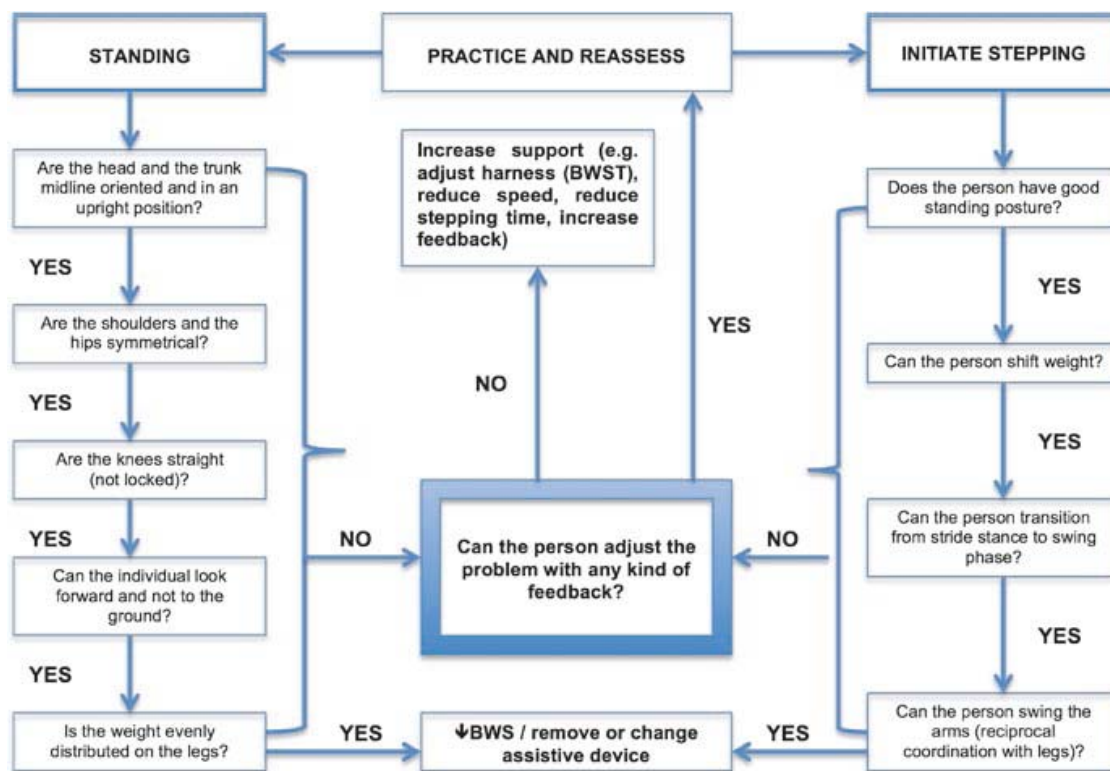 STANDING
PRACTICE AND REASSESS
INITIATE STEPPING
Are the head and the trunk
midline oriented and in an
upright position?
YES
Are the shoulders and the
hips symmetrical?
YES
Are the knees straight
(not locked)?
YES
Can the individual look
forward and not to the
ground?
YES
Is the weight evenly
distributed on the legs?
NO
YES
Increase support (e.g.
adjust harness (BWST),
reduce speed, reduce
stepping time, increase
feedback)
NO
YES
Can the person adjust the
problem with any kind of
feedback?
↓BWS / remove or change
assistive device
Does the person have good
standing posture?
YES
Can the person shift weight?
YES
Can the person transition
from stride stance to swing
phase?
NO
YES
Can the person swing the
arms (reciprocal
coordination with legs)?
YES